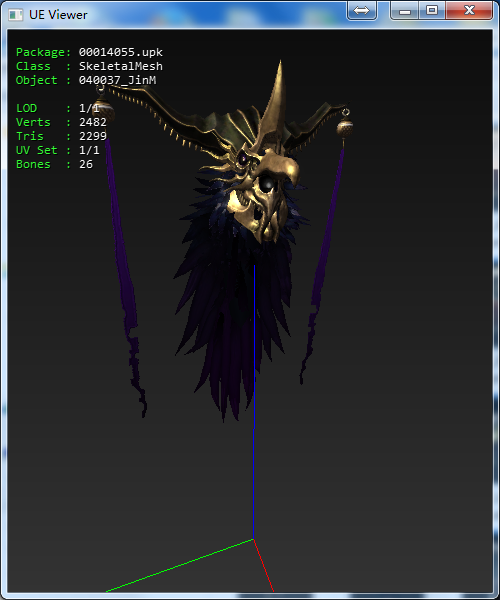 UE Viewer
Package: 00014055.upk
Class : SkeletalMesh
Object : 040037_JinM
LOD : 1/1
Verts : 2482
Tris : 2299
UV Set : 1/1
Bones : 26